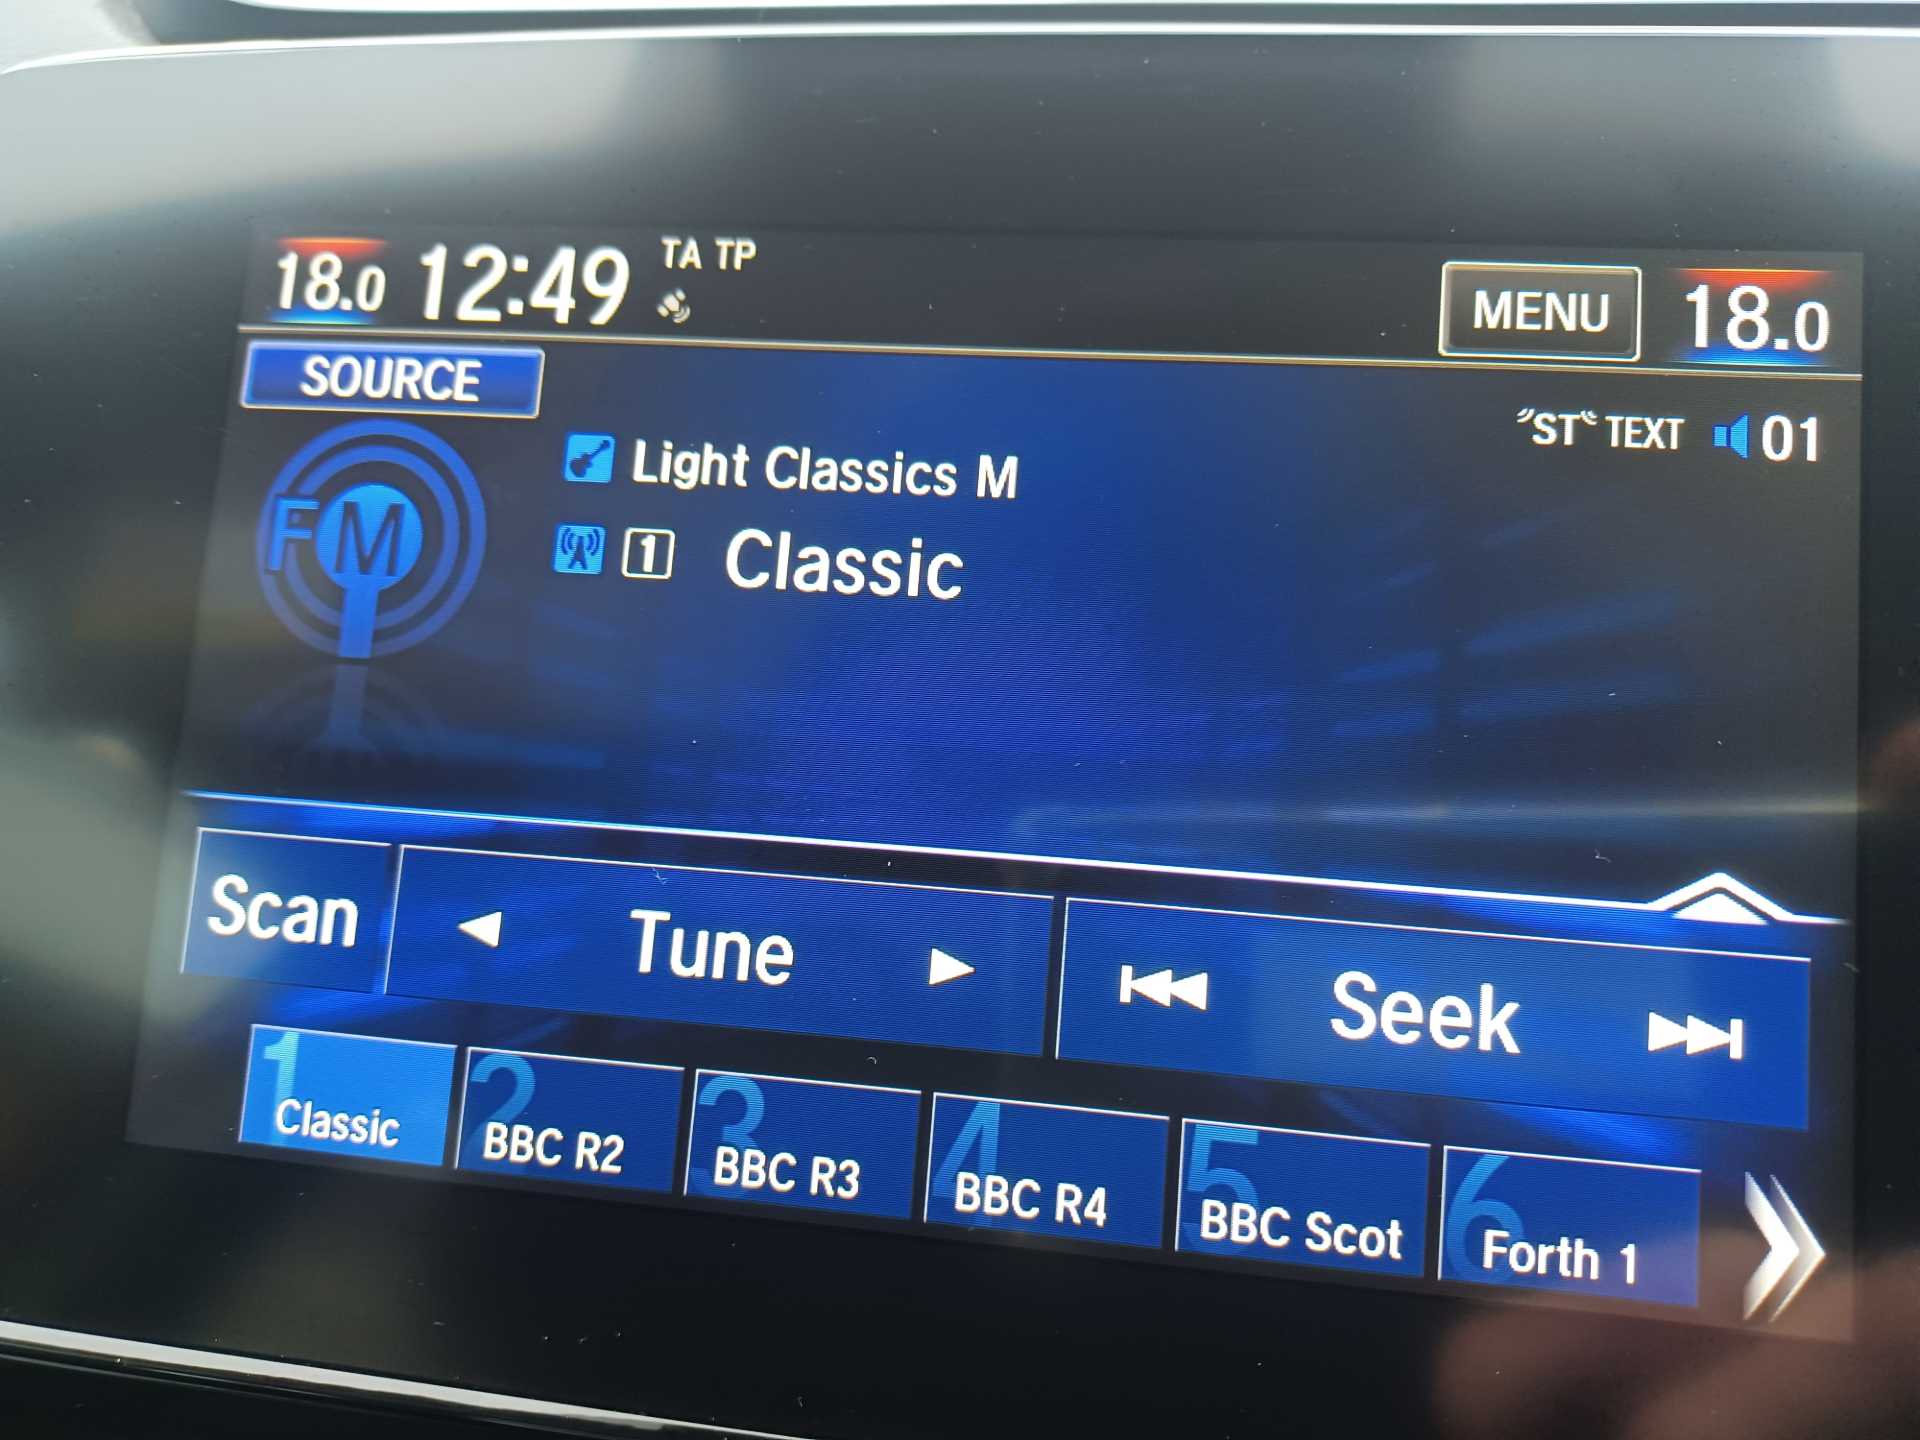 18.0 12:49 TA TP MENU 18.0
SOURCE
ST TEXT 01
FM
Light Classics M
1 Classic
Scan Tune Seek
1 Classic
2 BBC R2
3 BBC R3
4 BBC R4
5 BBC Scot
6 Forth 1